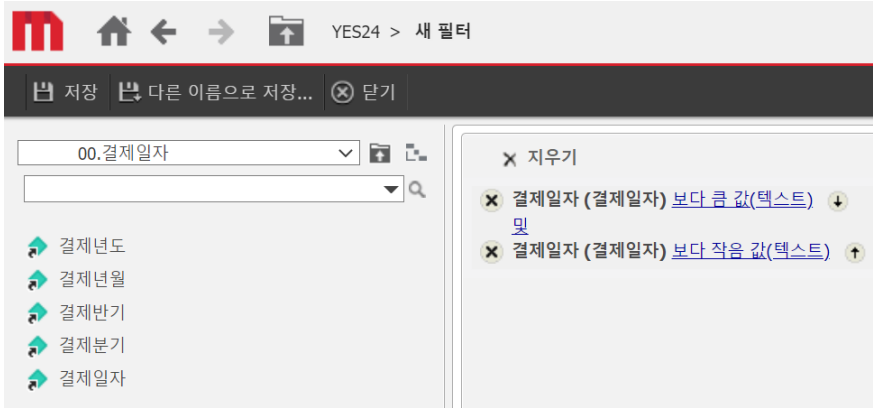 YES24 > 새 필터
저장 다른 이름으로 저장... 닫기
00.결제일자
지우기
결제일자 (결제일자) 보다 큼 값(텍스트)
및
결제일자 (결제일자) 보다 작음 값(텍스트)
결제년도
결제년월
결제반기
결제분기
결제일자